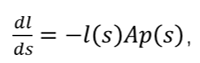 dl/ds = −l(s)Ap(s),